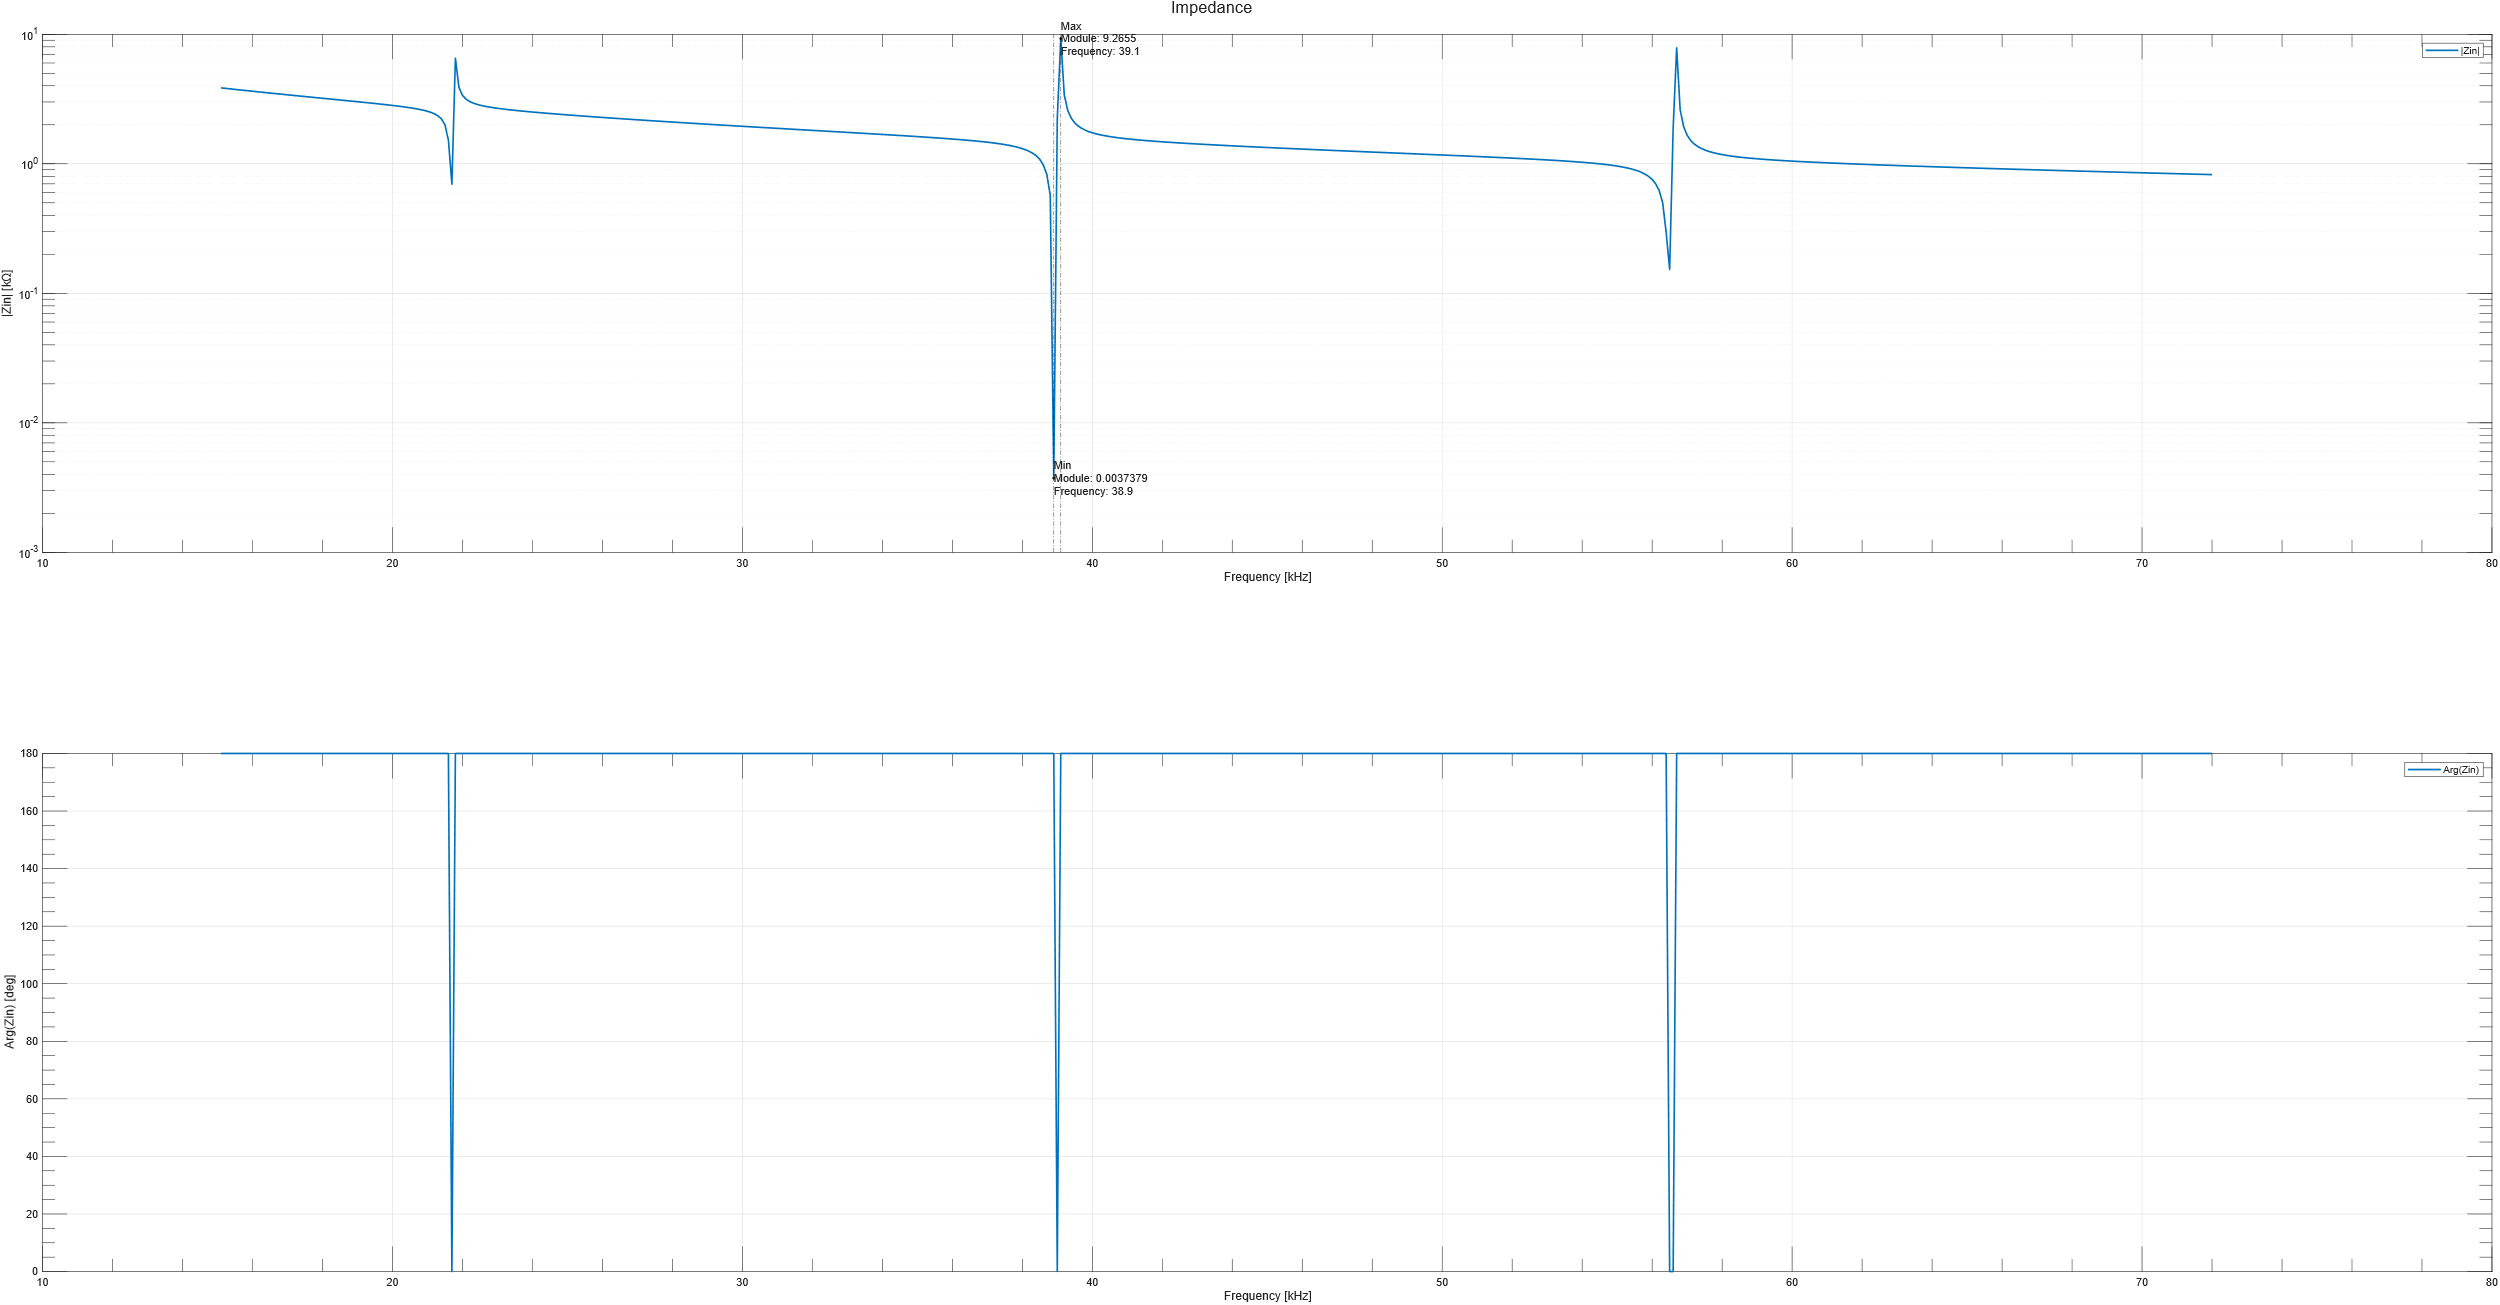 Impedance
Max
Module: 9.2655
Frequency: 39.1
|Zin|
10^1
10^0
10^-1
10^-2
10^-3
|Zin| [kΩ]
Min
Module: 0.0037379
Frequency: 38.9
10 20 30 40 50 60 70 80
Frequency [kHz]
Arg(Zin)
180
160
140
120
100
80
60
40
20
0
Arg(Zin) [deg]
10 20 30 40 50 60 70 80
Frequency [kHz]